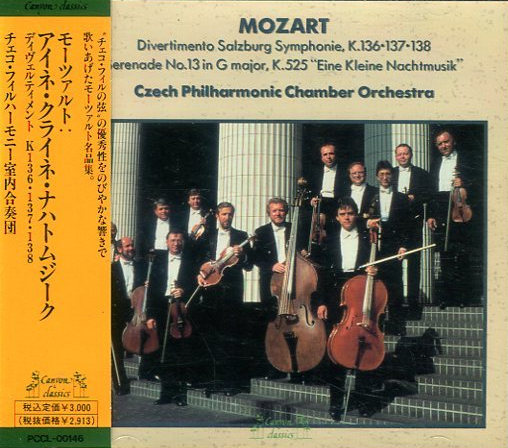 MOZART
Divertimento Salzburg Symphonie, K.136・137・138
erenade No.13 in G major, K.525 “Eine Kleine Nachtmusik”
Czech Philharmonic Chamber Orchestra
Canyon classics
“チェコ・フィルの弦”の優秀性をのびやかな響きで
歌いあげたモーツァルト名品集。
モーツァルト:
アイネ・クライネ・ナハトムジーク
ディヴェルティメント K136・137・138
チェコ・フィルハーモニー室内合奏団
Canyon
classics
税込定価¥3,000
(税抜価格¥2,913)
PCCL-00146
Canyon
classics